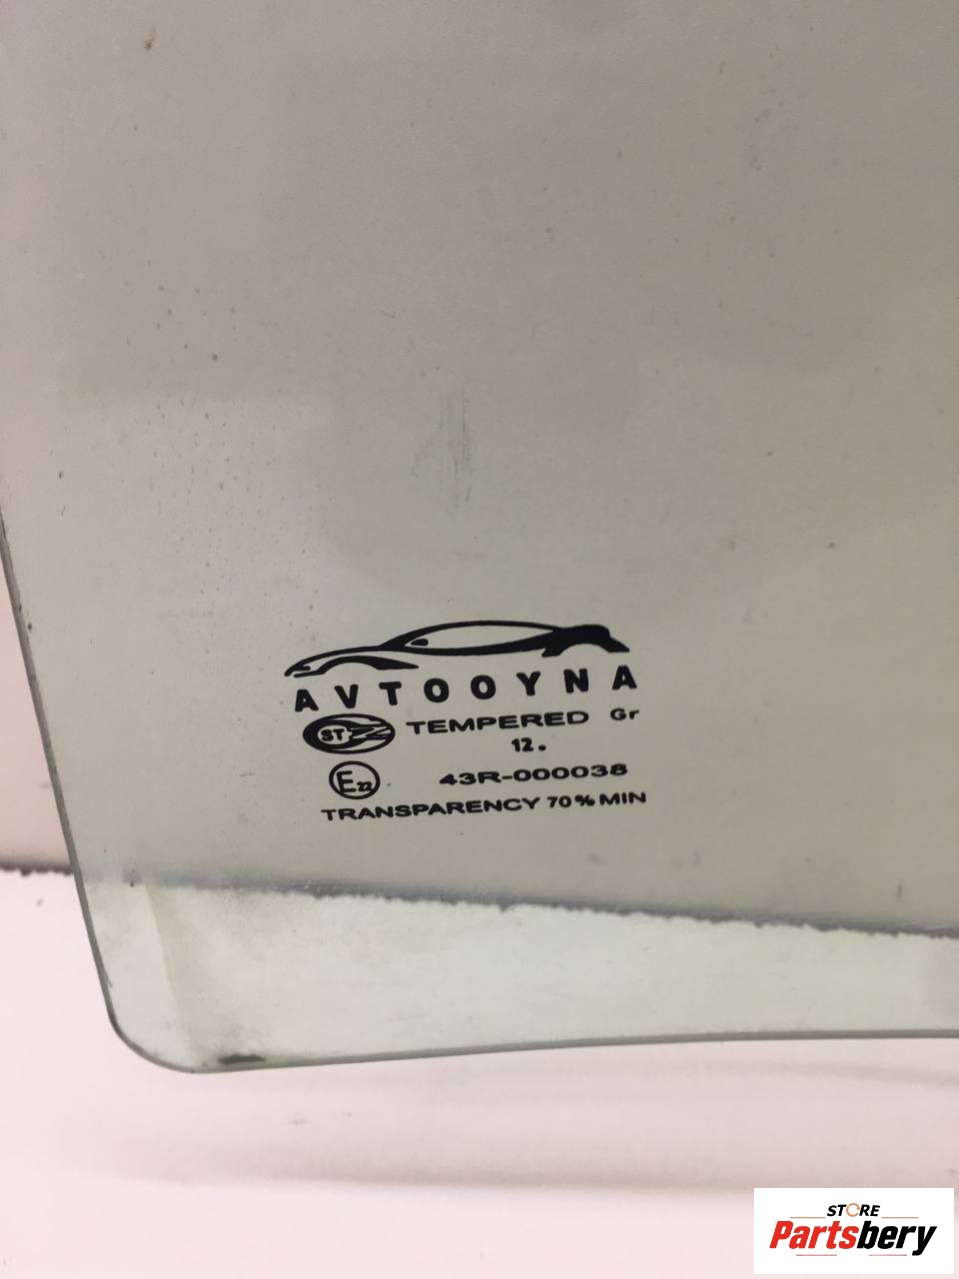 AVTOOYNA
ST TEMPERED Gr
12.
E22 43R-000038
TRANSPARENCY 70% MIN
STORE
Partsbery